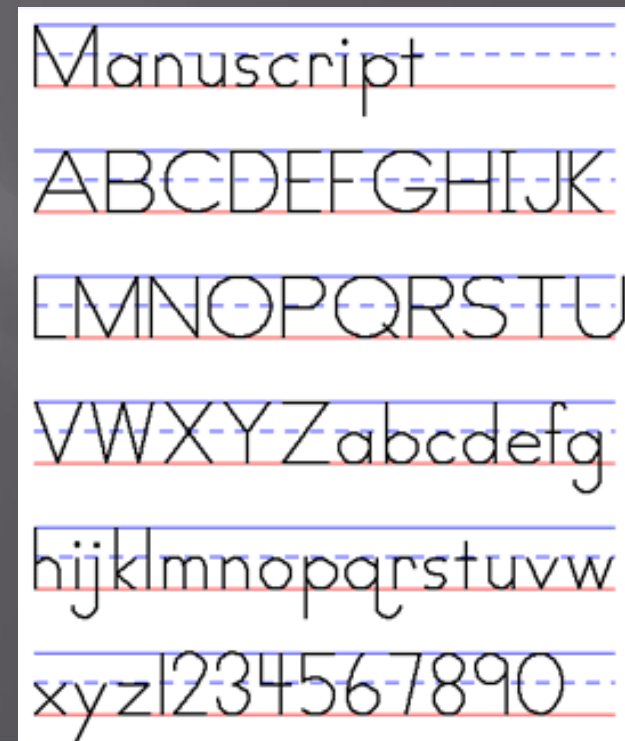 Manuscript
ABCDEFGHIJK
LMNOPQRSTU
VWXYZabcdefg
hijklmnopqrstuvw
xyz1234567890